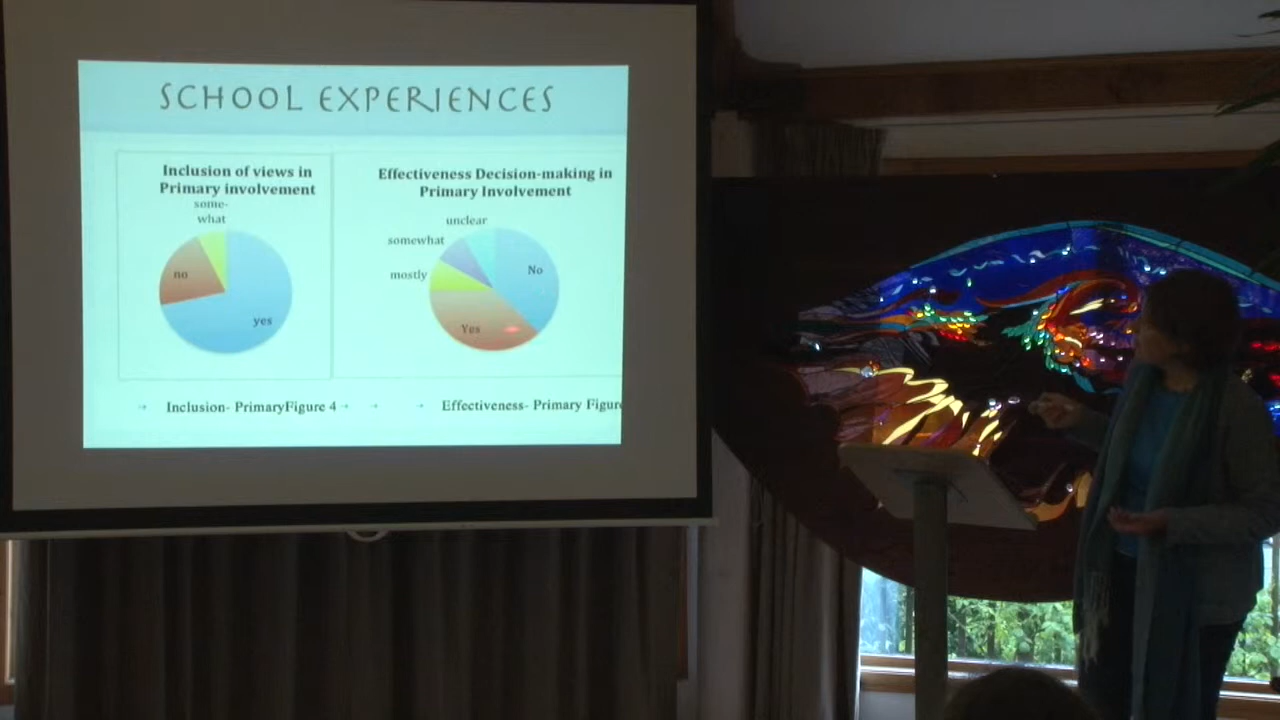 SCHOOL EXPERIENCES
Inclusion of views in
Primary involvement
some-
what
no
yes
Effectiveness Decision-making in
Primary Involvement
unclear
somewhat
mostly
No
Yes
Inclusion- PrimaryFigure 4
Effectiveness- Primary Figur